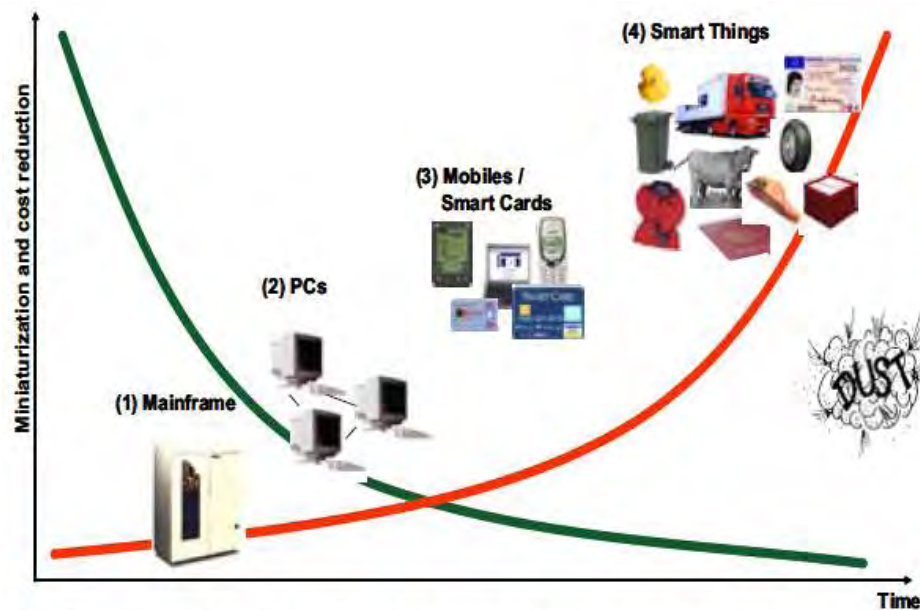 (4) Smart Things
(3) Mobiles /
Smart Cards
(2) PCs
(1) Mainframe
DUST
Miniaturization and cost reduction
Time